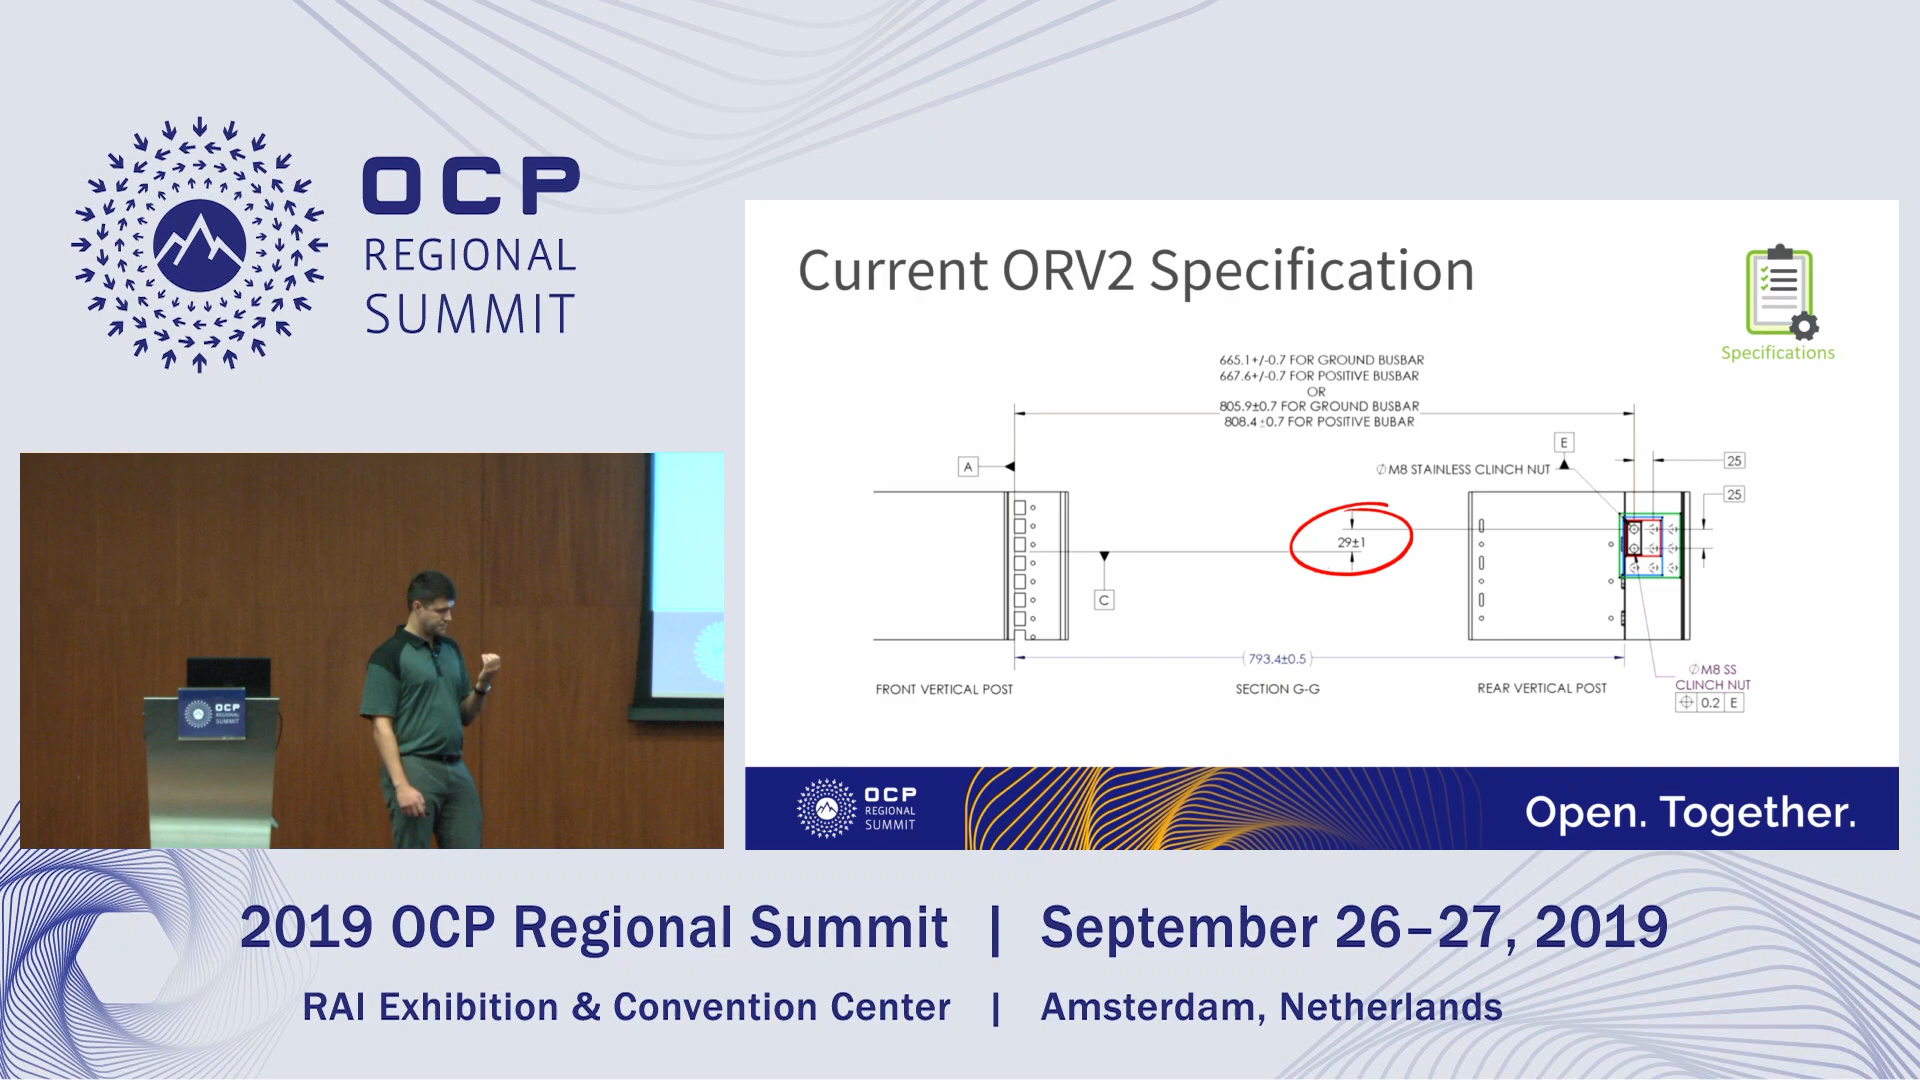 OCP
REGIONAL
SUMMIT
Current ORV2 Specification
Specifications
665.1+/-0.7 FOR GROUND BUSBAR
667.6+/-0.7 FOR POSITIVE BUSBAR
OR
805.9±0.7 FOR GROUND BUSBAR
808.4±0.7 FOR POSITIVE BUBAR
E
A
∅M8 STAINLESS CLINCH NUT
25
25
29±1
C
(793.4±0.5)
∅M8 SS
CLINCH NUT
⌖ 0.2 E
FRONT VERTICAL POST
SECTION G-G
REAR VERTICAL POST
OCP
REGIONAL
SUMMIT
OCP
REGIONAL
SUMMIT
Open. Together.
2019 OCP Regional Summit | September 26–27, 2019
RAI Exhibition & Convention Center | Amsterdam, Netherlands